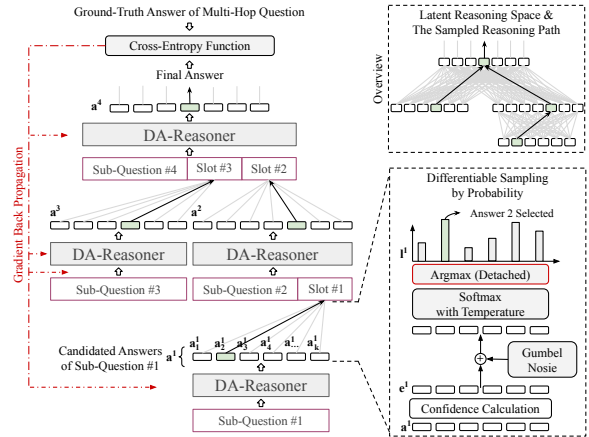 Ground-Truth Answer of Multi-Hop Question
Cross-Entropy Function
Final Answer
a⁴
DA-Reasoner
Sub-Question #4 Slot #3 Slot #2
a³ a²
DA-Reasoner DA-Reasoner
Sub-Question #3 Sub-Question #2 Slot #1
a¹₁ a¹₂ a¹₃ a¹₄ a¹... a¹ₖ
Candidated Answers
of Sub-Question #1
a¹
DA-Reasoner
Sub-Question #1
Gradient Back Propagation
Overview
Latent Reasoning Space &
The Sampled Reasoning Path
Differentiable Sampling
by Probability
Answer 2 Selected
l¹
Argmax (Detached)
Softmax
with Temperature
Gumbel
Nosie
e¹
Confidence Calculation
a¹